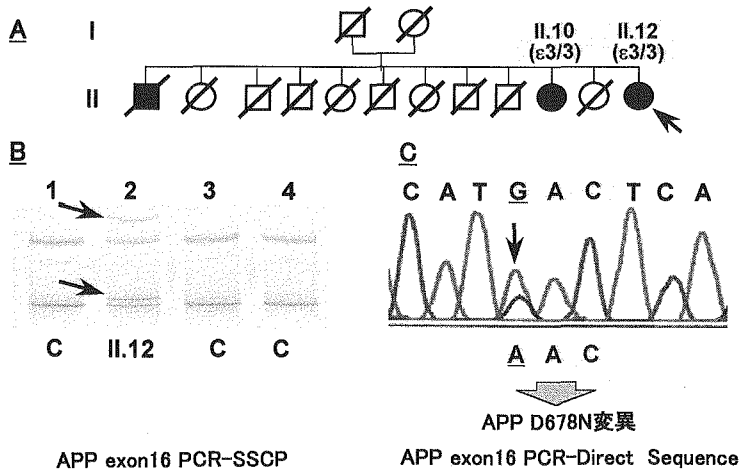 A
I
II.10
(ε3/3)
II.12
(ε3/3)
II
B
1 2 3 4
C II.12 C C
APP exon16 PCR-SSCP
C
C A T G A C T C A
A A C
APP D678N変異
APP exon16 PCR-Direct Sequence